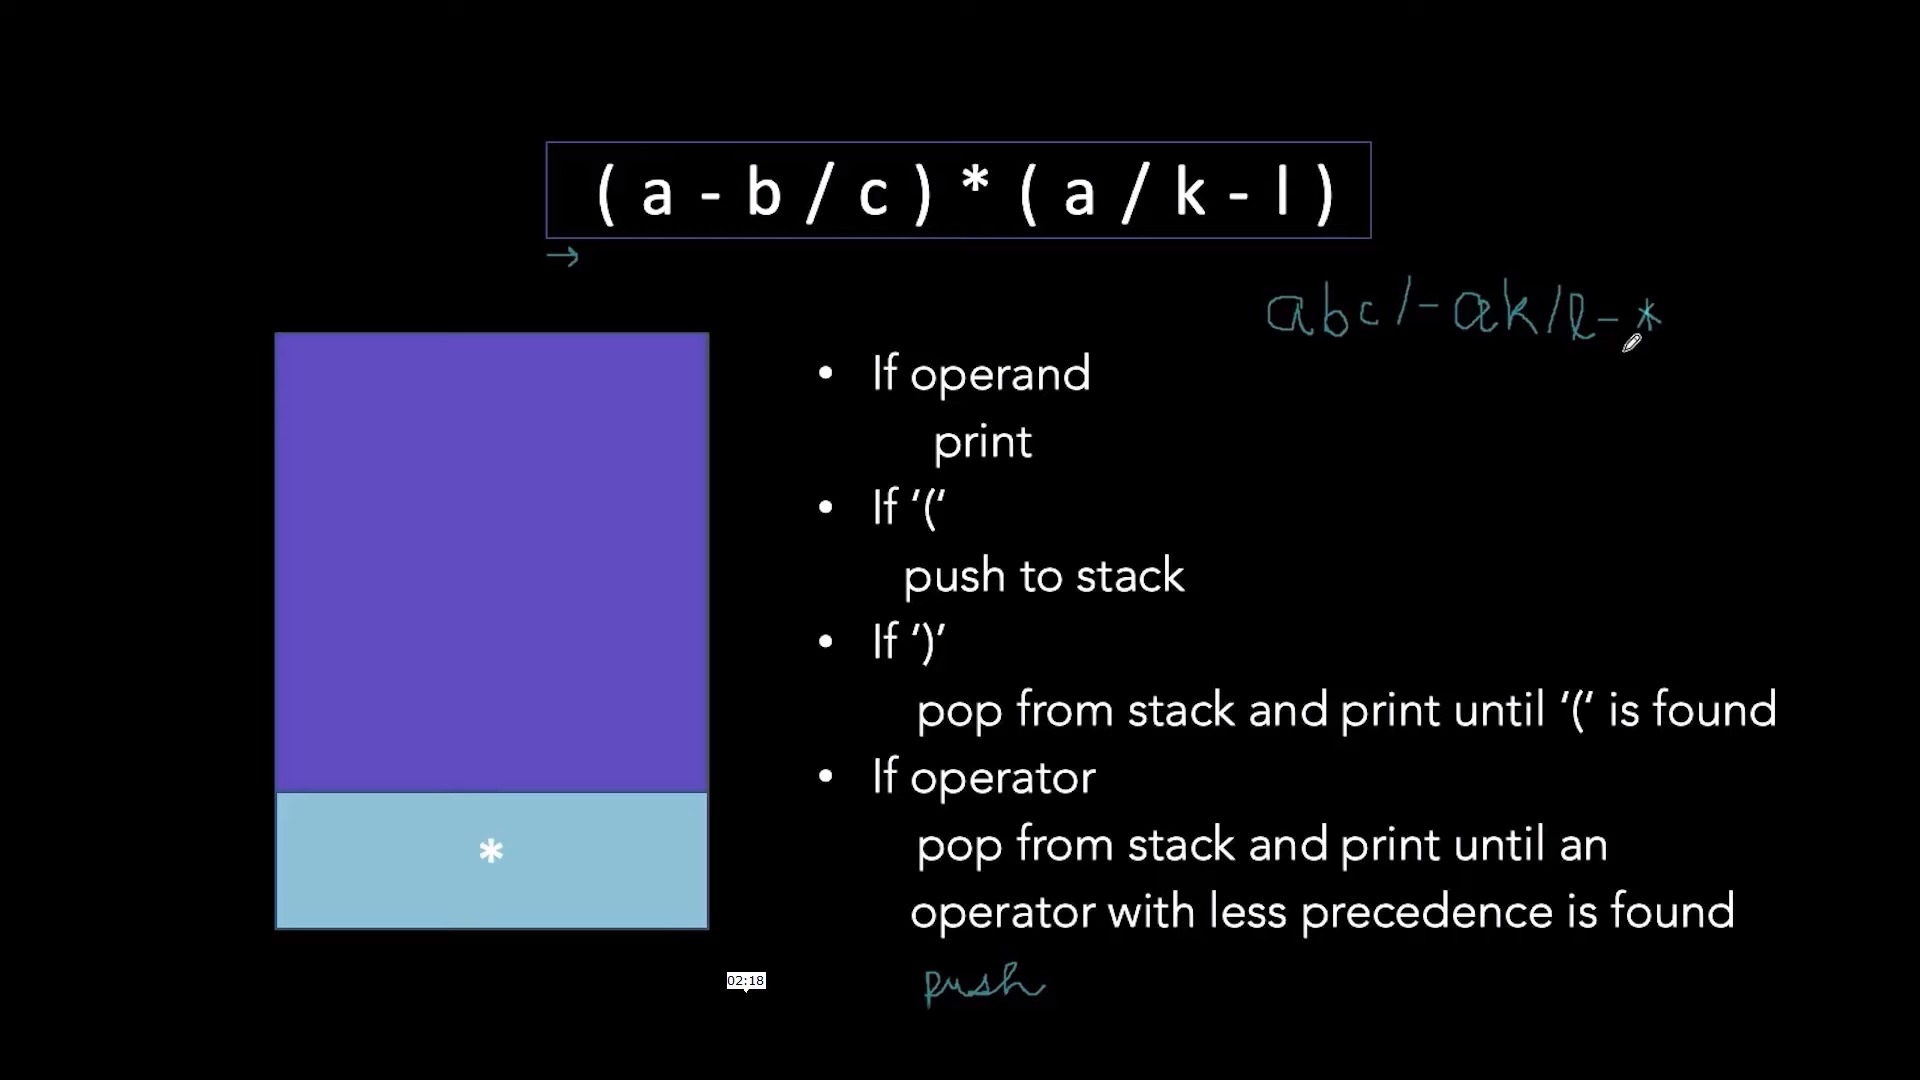 ( a - b / c ) * ( a / k - l )
→
abc/-ak/l-*
• If operand
print
• If ‘(‘
push to stack
• If ’)’
pop from stack and print until ‘(‘ is found
• If operator
pop from stack and print until an
operator with less precedence is found
push
*
02:18